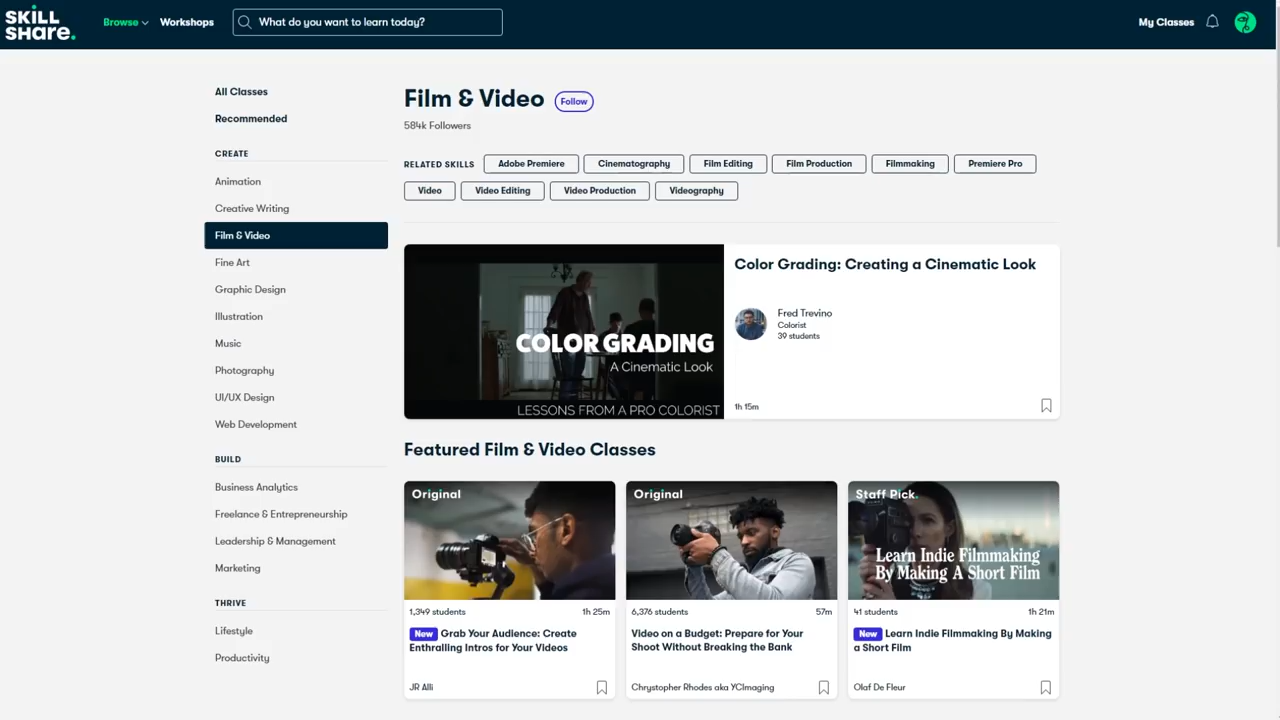 SKILL
SHARE.
Browse
Workshops
What do you want to learn today?
My Classes
All Classes
Recommended
CREATE
Animation
Creative Writing
Film & Video
Fine Art
Graphic Design
Illustration
Music
Photography
UI/UX Design
Web Development
BUILD
Business Analytics
Freelance & Entrepreneurship
Leadership & Management
Marketing
THRIVE
Lifestyle
Productivity
Film & Video
Follow
584k Followers
RELATED SKILLS
Adobe Premiere
Cinematography
Film Editing
Film Production
Filmmaking
Premiere Pro
Video
Video Editing
Video Production
Videography
COLOR GRADING
A Cinematic Look
LESSONS FROM A PRO COLORIST
Color Grading: Creating a Cinematic Look
Fred Trevino
Colorist
39 students
1h 15m
Featured Film & Video Classes
Original
1,349 students
1h 25m
New Grab Your Audience: Create
Enthralling Intros for Your Videos
JR Alli
Original
6,376 students
57m
Video on a Budget: Prepare for Your
Shoot Without Breaking the Bank
Chrystopher Rhodes aka YCImaging
Staff Pick.
Learn Indie Filmmaking
By Making A Short Film
41 students
1h 21m
New Learn Indie Filmmaking By Making
a Short Film
Olaf De Fleur